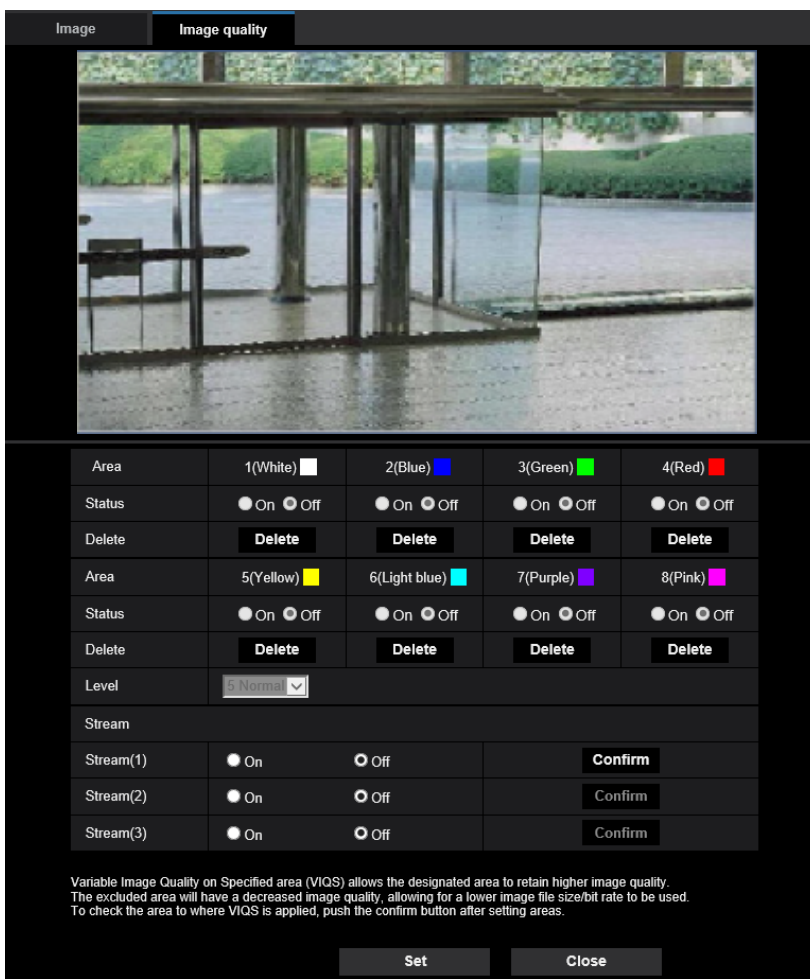 Image Image quality
Area 1(White) 2(Blue) 3(Green) 4(Red)
Status On Off On Off On Off On Off
Delete Delete Delete Delete Delete
Area 5(Yellow) 6(Light blue) 7(Purple) 8(Pink)
Status On Off On Off On Off On Off
Delete Delete Delete Delete Delete
Level 5 Normal
Stream
Stream(1) On Off Confirm
Stream(2) On Off Confirm
Stream(3) On Off Confirm
Variable Image Quality on Specified area (VIQS) allows the designated area to retain higher image quality.
The excluded area will have a decreased image quality, allowing for a lower image file size/bit rate to be used.
To check the area to where VIQS is applied, push the confirm button after setting areas.
Set Close